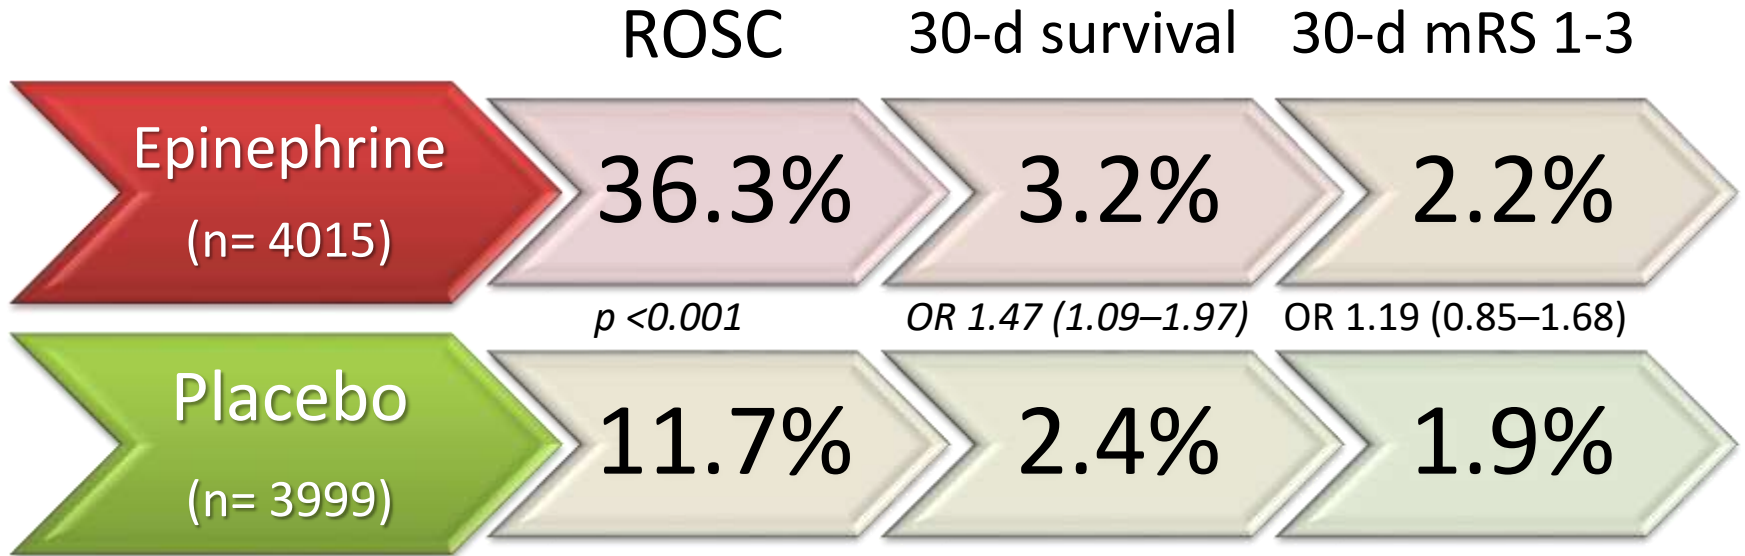 ROSC 30-d survival 30-d mRS 1-3
Epinephrine
(n= 4015)
36.3% 3.2% 2.2%
p <0.001 OR 1.47 (1.09–1.97) OR 1.19 (0.85–1.68)
Placebo
(n= 3999)
11.7% 2.4% 1.9%